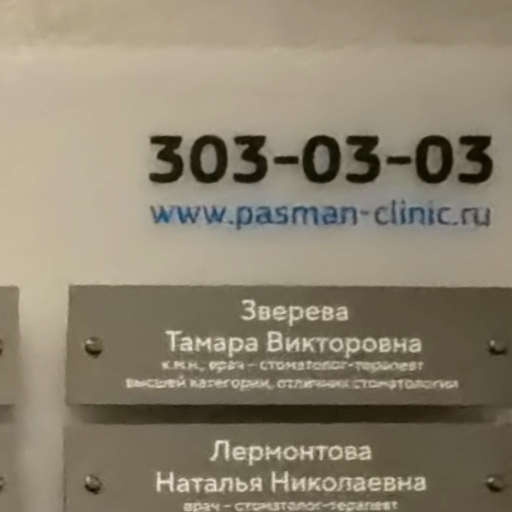 303-03-03
www.pasman-clinic.ru
Зверева
Тамара Викторовна
к.м.н., врач - стоматолог-терапевт
высшей категории, отличник стоматологии
Лермонтова
Наталья Николаевна
врач - стоматолог-терапевт